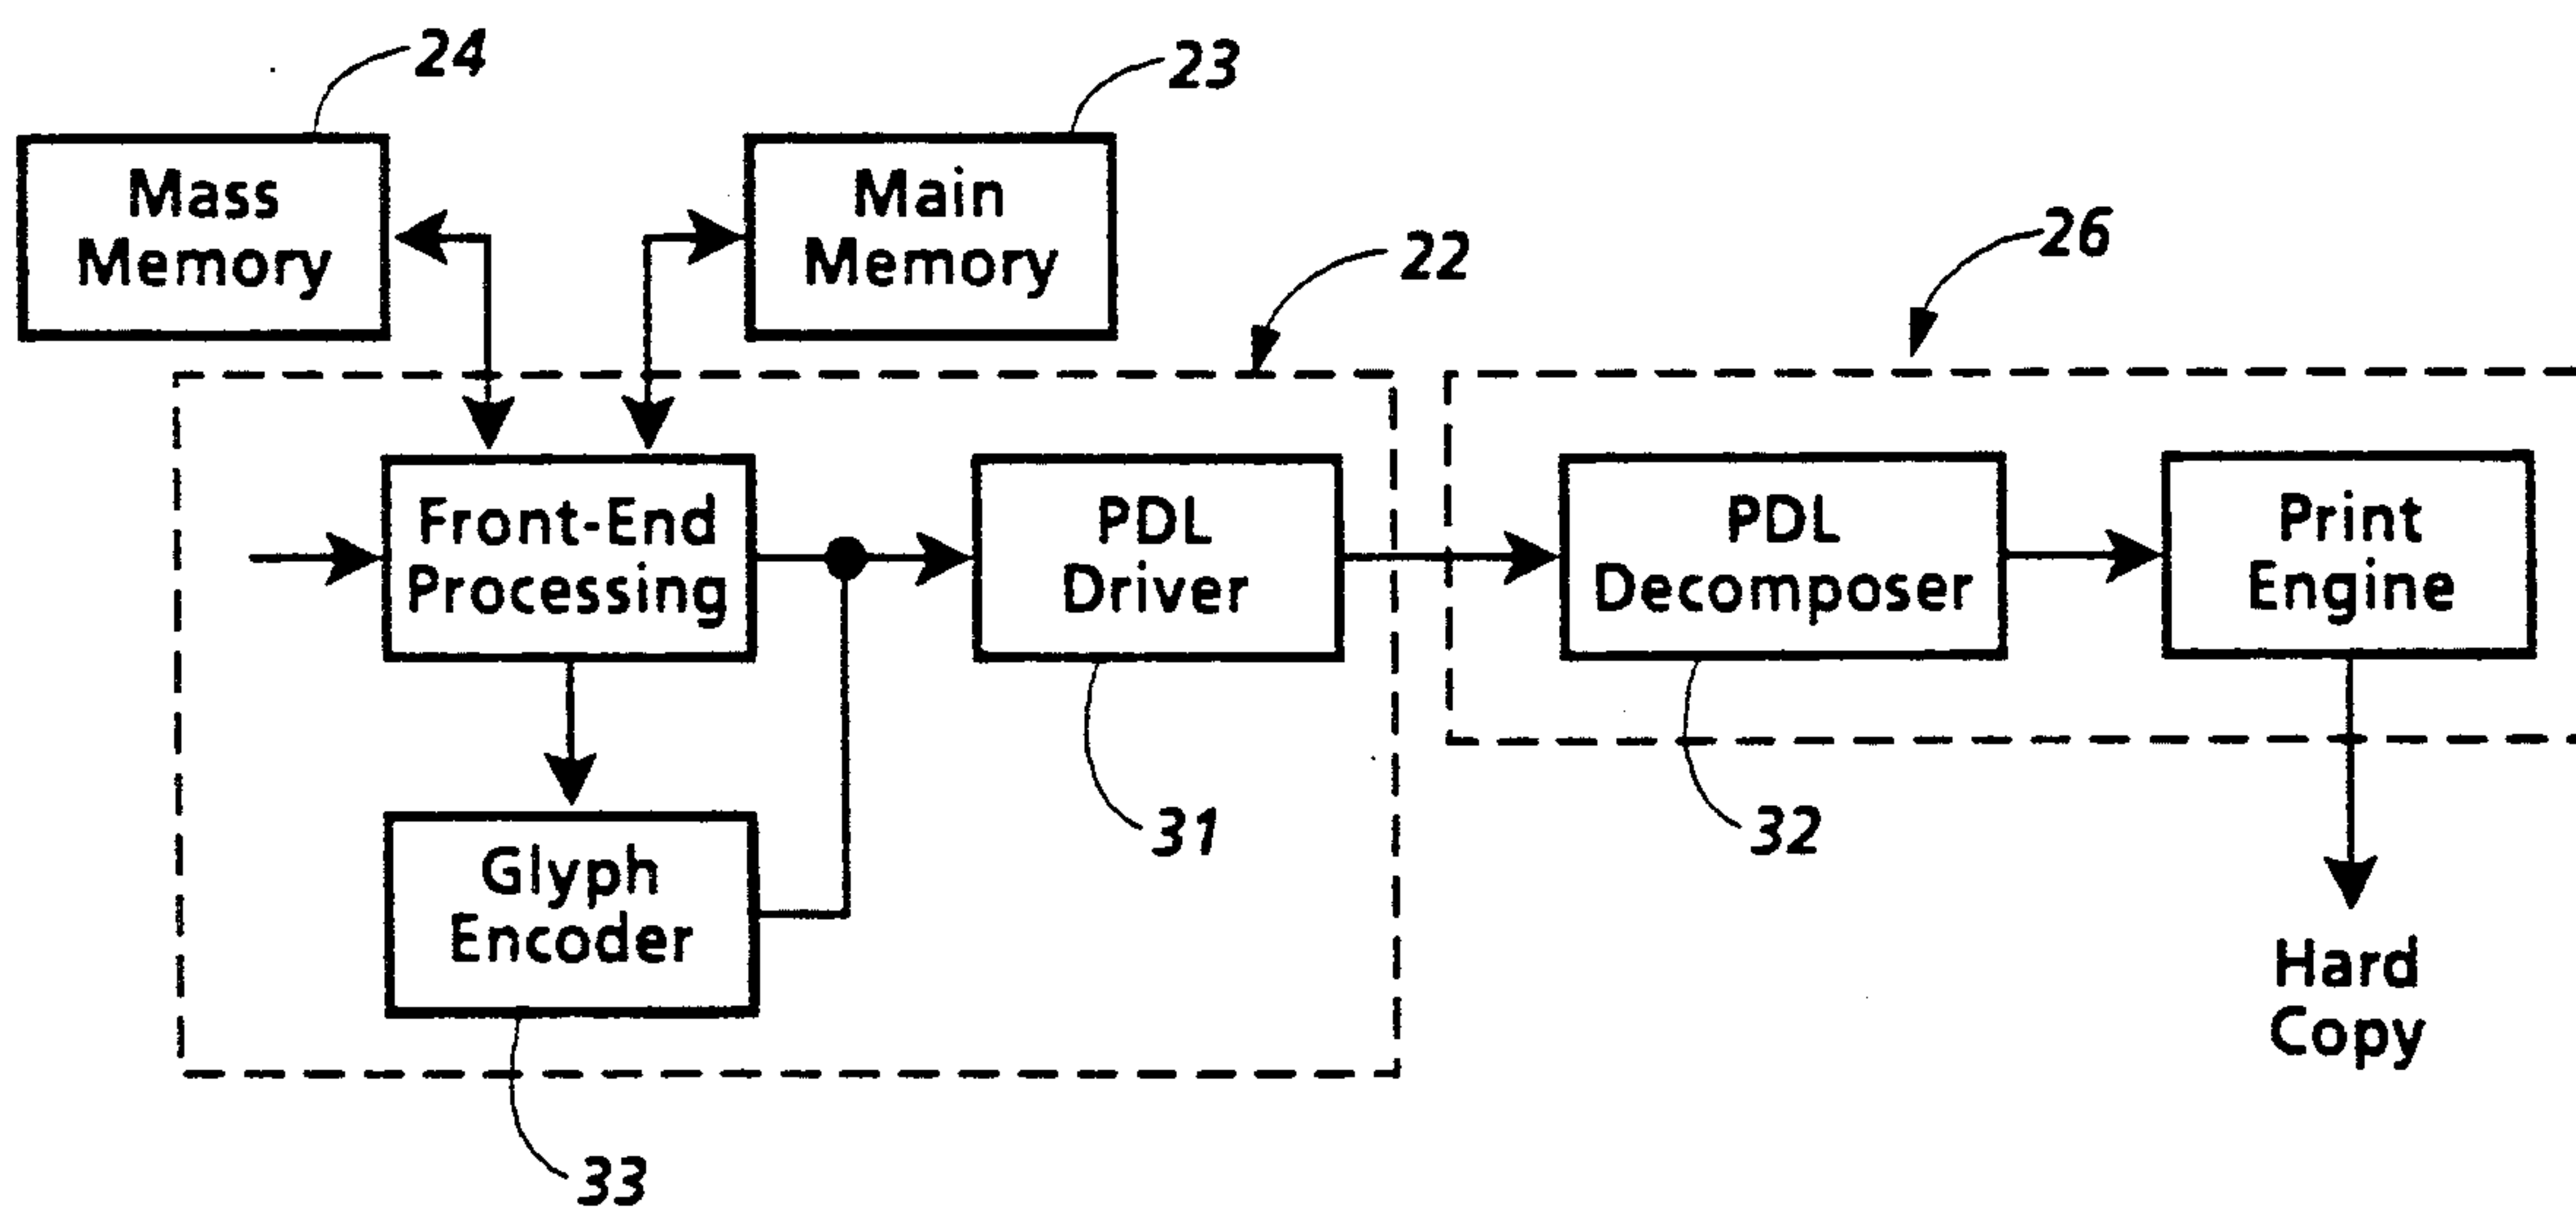 24
23
Mass
Memory
Main
Memory
22
26
Front-End
Processing
PDL
Driver
PDL
Decomposer
Print
Engine
31
32
Glyph
Encoder
Hard
Copy
33